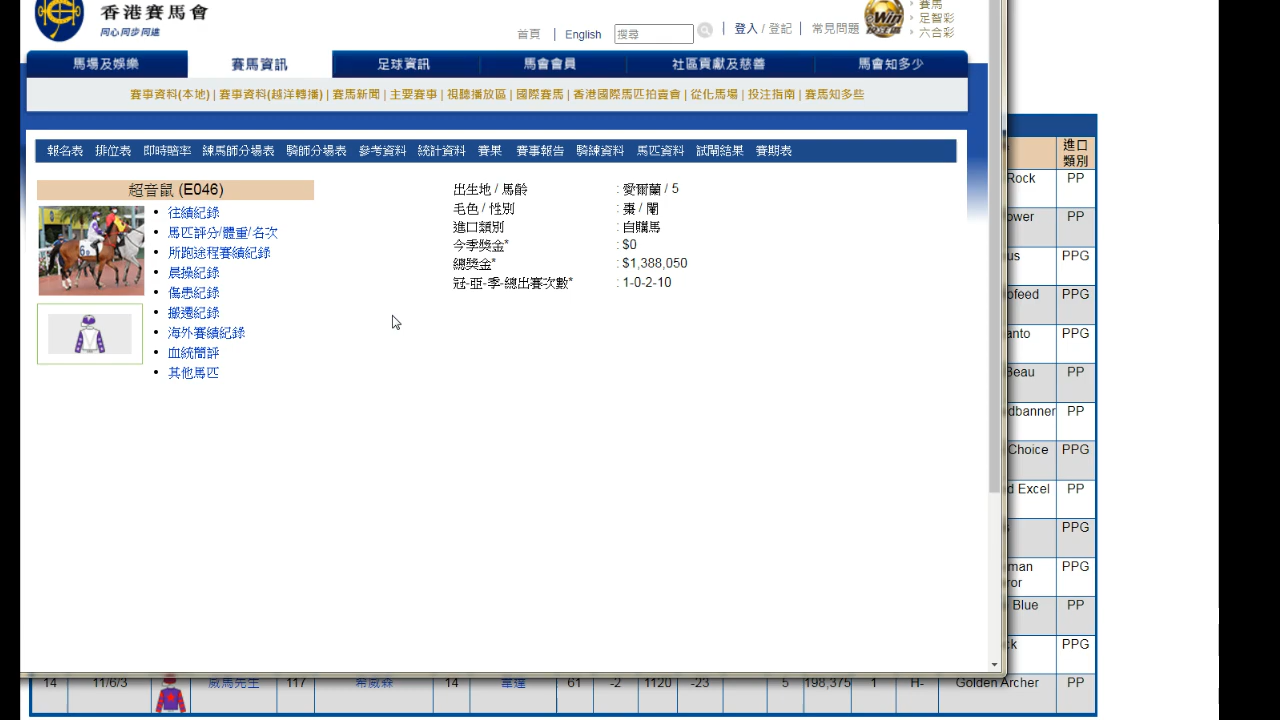 香港賽馬會
同心同步同進
首頁 | English 搜尋 | 登入 / 登記 | 常見問題
賽馬
足智彩
六合彩
馬場及娛樂 賽馬資訊 足球資訊 馬會會員 社區貢獻及慈善 馬會知多少
賽事資料(本地) | 賽事資料(越洋轉播) | 賽馬新聞 | 主要賽事 | 視聽播放區 | 國際賽馬 | 香港國際馬匹拍賣會 | 從化馬場 | 投注指南 | 賽馬知多些
報名表 排位表 即時賠率 練馬師分場表 騎師分場表 參考資料 統計資料 賽果 賽事報告 騎練資料 馬匹資料 試閘結果 賽期表
超音鼠 (E046)
往績紀錄
馬匹評分/體重/名次
所跑途程賽績紀錄
晨操紀錄
傷患紀錄
搬遷紀錄
海外賽績紀錄
血統簡評
其他馬匹
出生地 / 馬齡 : 愛爾蘭 / 5
毛色 / 性別 : 棗 / 閹
進口類別 : 自購馬
今季獎金* : $0
總獎金* : $1,388,050
冠-亞-季-總出賽次數* : 1-0-2-10
進口
類別
Rock PP
ower PP
us PPG
ofeed PPG
anto PPG
Beau PP
dbanner PP
Choice PPG
d Excel PP
PPG
man PPG
ror
Blue PP
k PPG
14 11/6/3 威馬先生 117 希威森 14 韋達 61 -2 1120 -23 5 198,375 1 H- Golden Archer PP